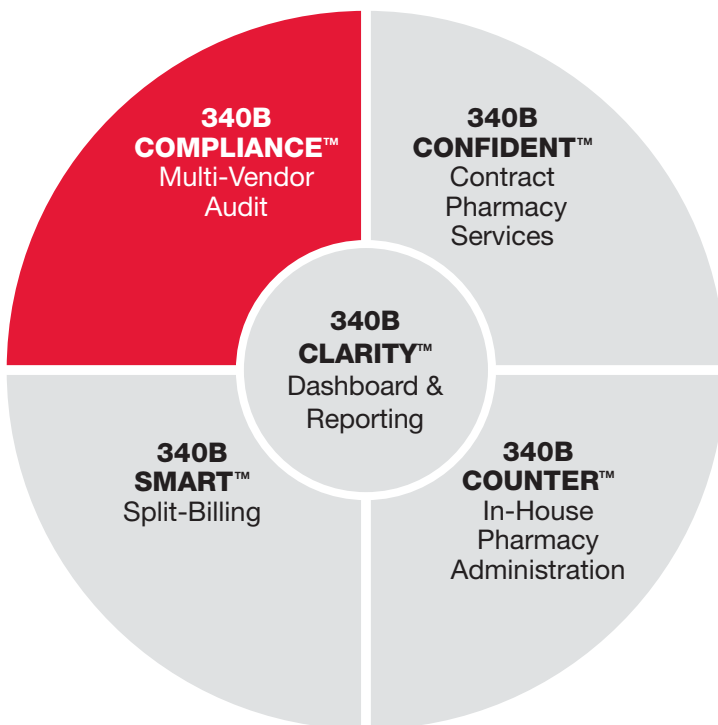 340B
COMPLIANCE™
Multi-Vendor
Audit
340B
CONFIDENT™
Contract
Pharmacy
Services
340B
CLARITY™
Dashboard &
Reporting
340B
SMART™
Split-Billing
340B
COUNTER™
In-House
Pharmacy
Administration